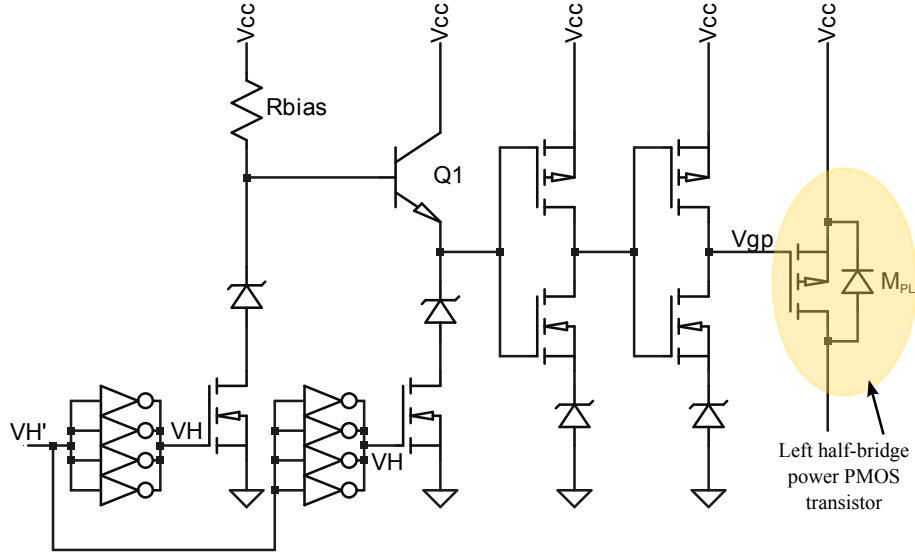 Vcc
Vcc
Vcc
Vcc
Vcc
Rbias
Q1
Vgp
MPL
VH'
VH
VH
Left half-bridge
power PMOS
transistor